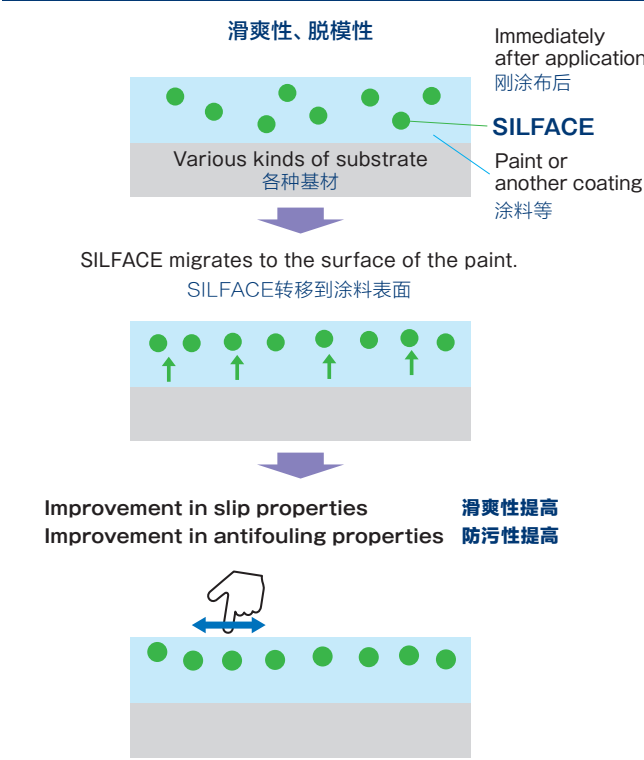 滑爽性、脱模性
Immediately
after application
刚涂布后
SILFACE
Various kinds of substrate
各种基材
Paint or
another coating
涂料等
SILFACE migrates to the surface of the paint.
SILFACE转移到涂料表面
Improvement in slip properties 滑爽性提高
Improvement in antifouling properties 防污性提高